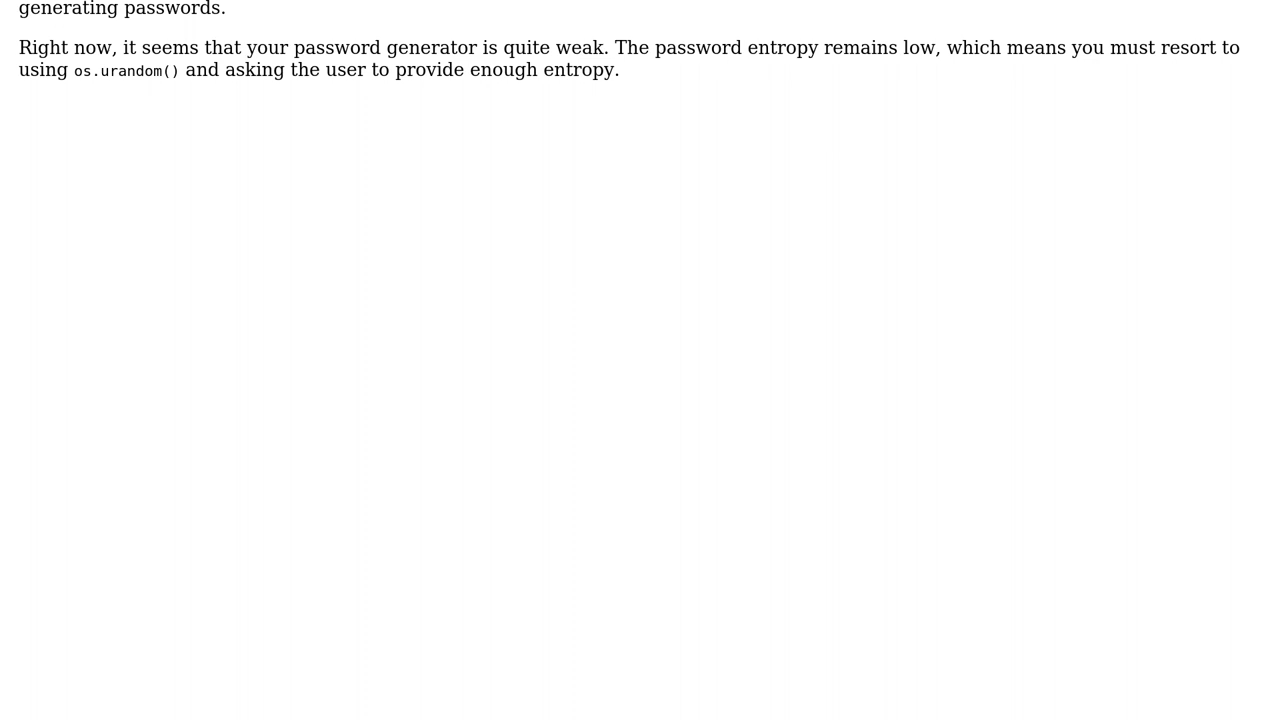 generating passwords.
Right now, it seems that your password generator is quite weak. The password entropy remains low, which means you must resort to
using os.urandom() and asking the user to provide enough entropy.